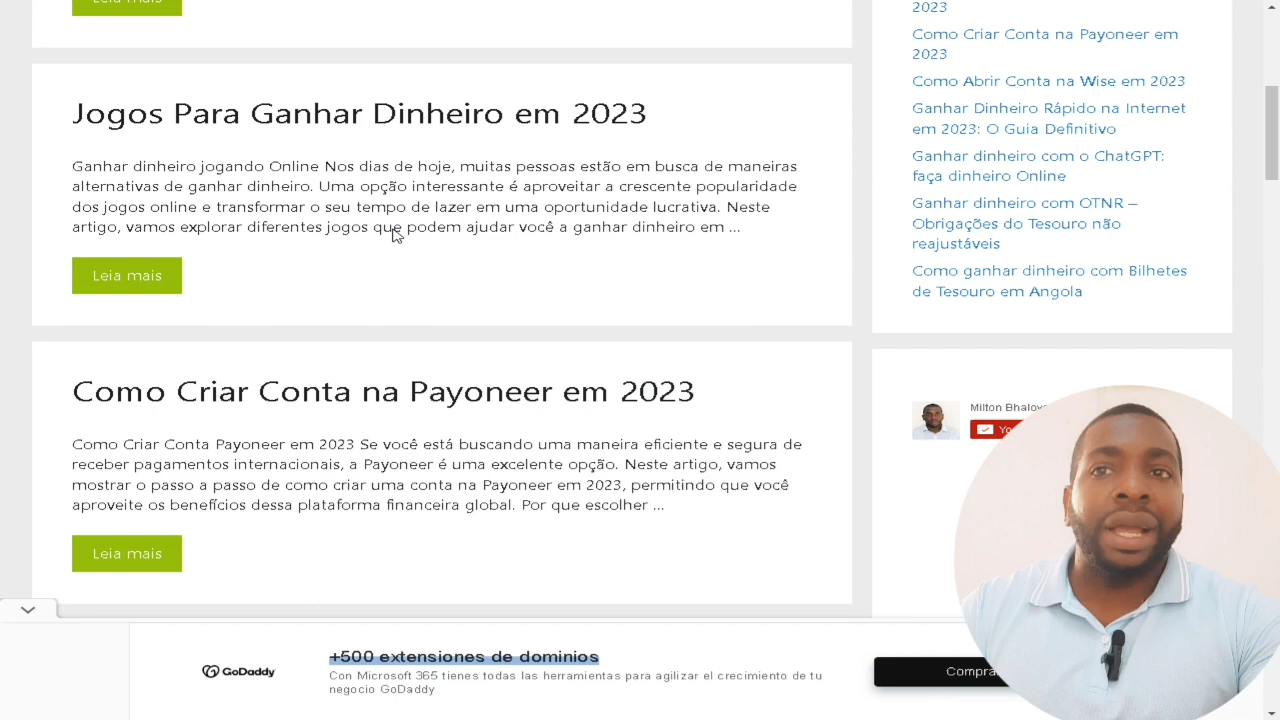 Leia mais
Jogos Para Ganhar Dinheiro em 2023
Ganhar dinheiro jogando Online Nos dias de hoje, muitas pessoas estão em busca de maneiras
alternativas de ganhar dinheiro. Uma opção interessante é aproveitar a crescente popularidade
dos jogos online e transformar o seu tempo de lazer em uma oportunidade lucrativa. Neste
artigo, vamos explorar diferentes jogos que podem ajudar você a ganhar dinheiro em ...
Leia mais
Como Criar Conta na Payoneer em 2023
Como Criar Conta Payoneer em 2023 Se você está buscando uma maneira eficiente e segura de
receber pagamentos internacionais, a Payoneer é uma excelente opção. Neste artigo, vamos
mostrar o passo a passo de como criar uma conta na Payoneer em 2023, permitindo que você
aproveite os benefícios dessa plataforma financeira global. Por que escolher ...
Leia mais
2023
Como Criar Conta na Payoneer em
2023
Como Abrir Conta na Wise em 2023
Ganhar Dinheiro Rápido na Internet
em 2023: O Guia Definitivo
Ganhar dinheiro com o ChatGPT:
faça dinheiro Online
Ganhar dinheiro com OTNR –
Obrigações do Tesouro não
reajustáveis
Como ganhar dinheiro com Bilhetes
de Tesouro em Angola
Milton
GoDaddy
+500 extensiones de dominios
Con Microsoft 365 tienes todas las herramientas para agilizar el crecimiento de tu
negocio GoDaddy